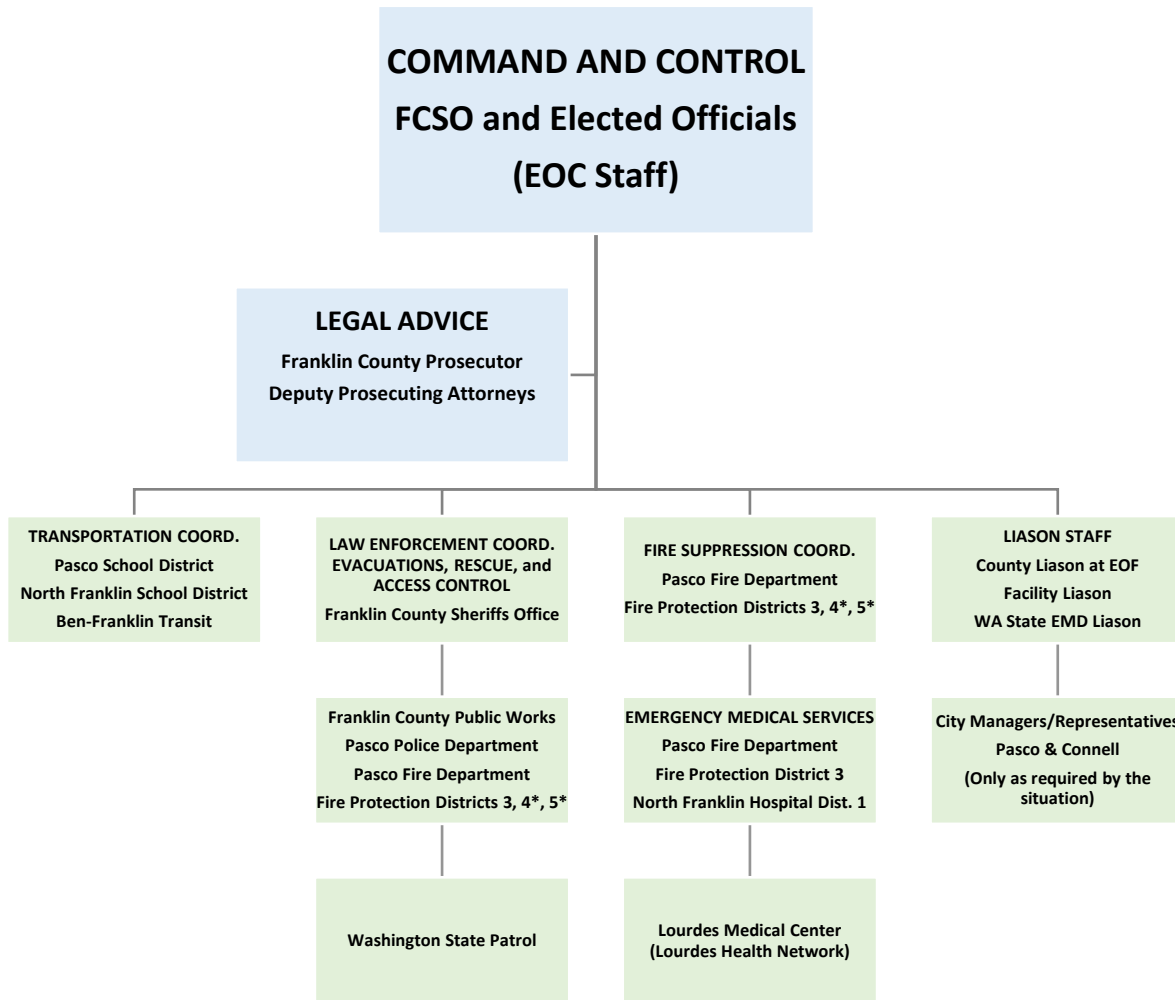 COMMAND AND CONTROL
FCSO and Elected Officials
(EOC Staff)
LEGAL ADVICE
Franklin County Prosecutor
Deputy Prosecuting Attorneys
TRANSPORTATION COORD.
Pasco School District
North Franklin School District
Ben-Franklin Transit
LAW ENFORCEMENT COORD.
EVACUATIONS, RESCUE, and
ACCESS CONTROL
Franklin County Sheriffs Office
FIRE SUPPRESSION COORD.
Pasco Fire Department
Fire Protection Districts 3, 4*, 5*
LIASON STAFF
County Liason at EOF
Facility Liason
WA State EMD Liason
Franklin County Public Works
Pasco Police Department
Pasco Fire Department
Fire Protection Districts 3, 4*, 5*
EMERGENCY MEDICAL SERVICES
Pasco Fire Department
Fire Protection District 3
North Franklin Hospital Dist. 1
City Managers/Representatives
Pasco & Connell
(Only as required by the
situation)
Washington State Patrol
Lourdes Medical Center
(Lourdes Health Network)